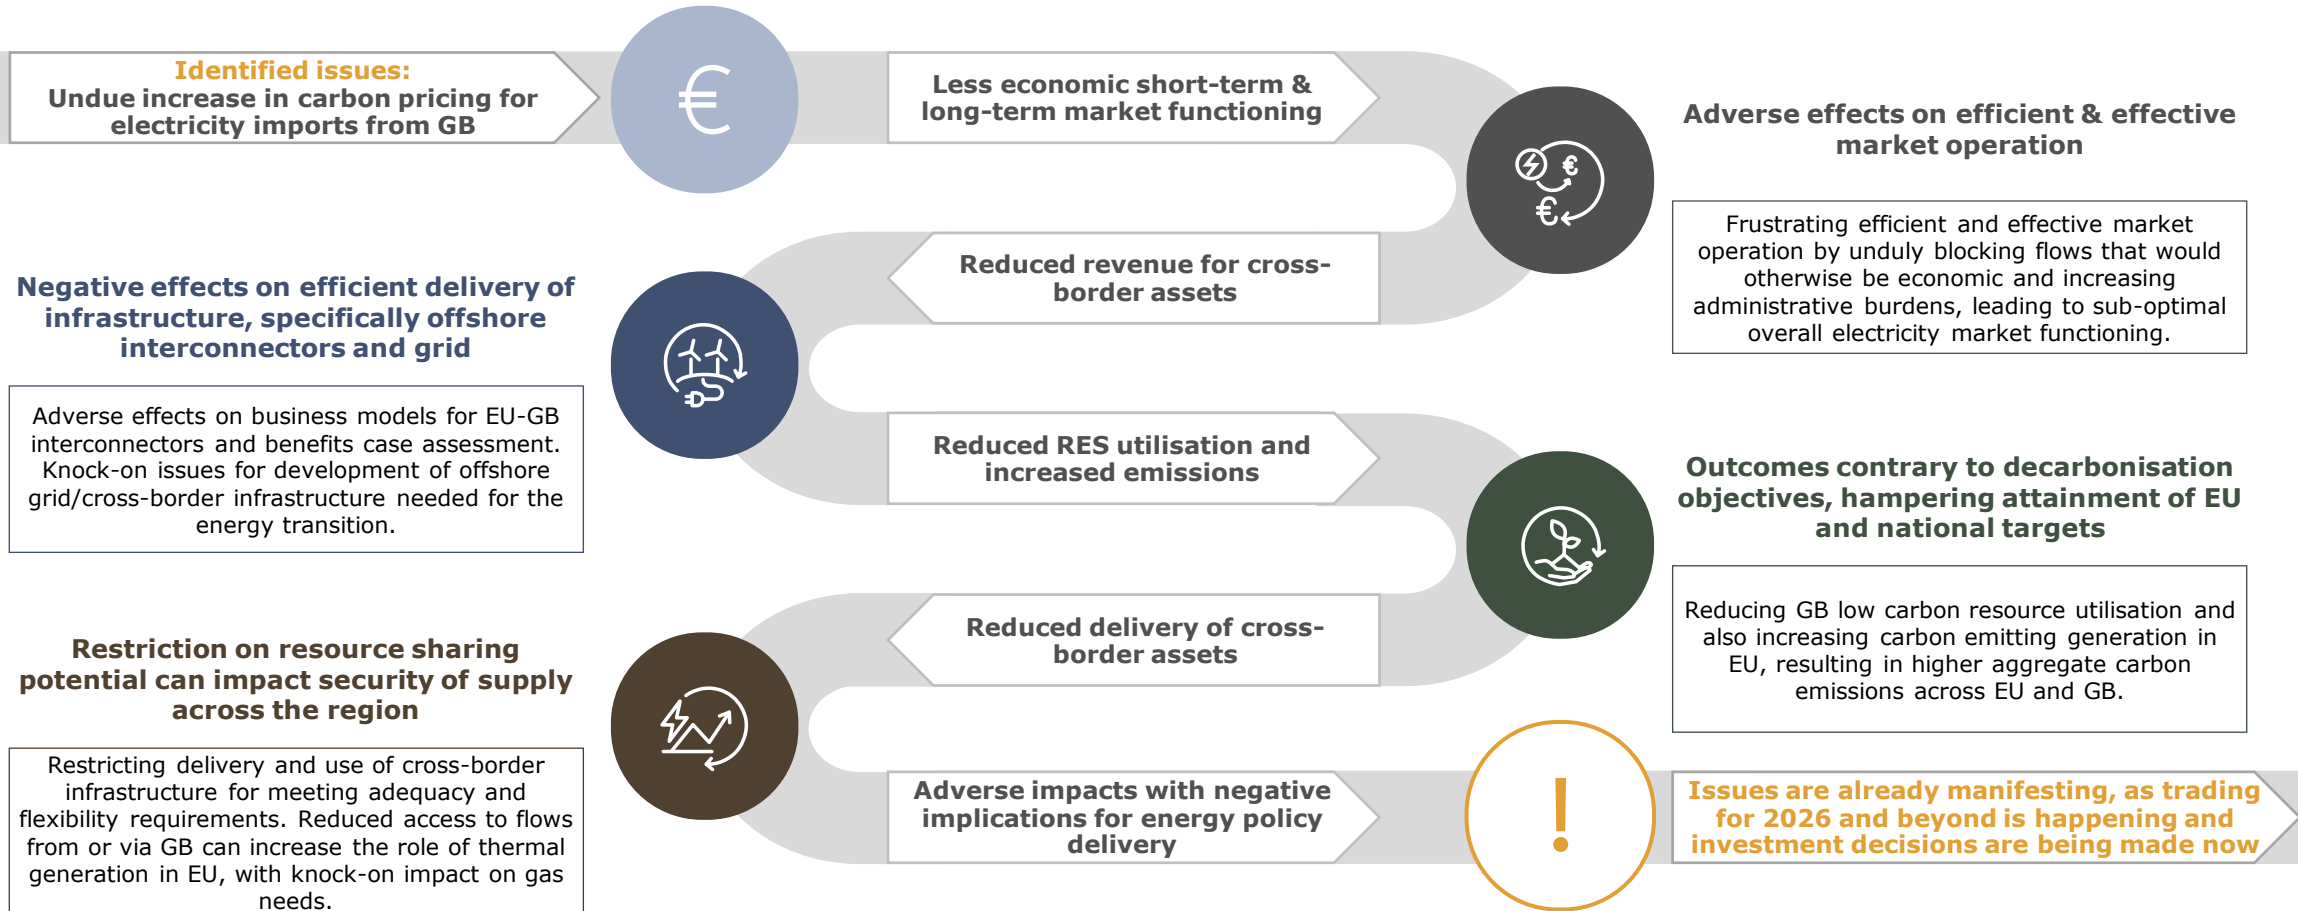 Identified issues:
Undue increase in carbon pricing for
electricity imports from GB
€
Less economic short-term &
long-term market functioning
Adverse effects on efficient & effective
market operation
€
€
Frustrating efficient and effective market
operation by unduly blocking flows that would
otherwise be economic and increasing
administrative burdens, leading to sub-optimal
overall electricity market functioning.
Reduced revenue for cross-
border assets
Negative effects on efficient delivery of
infrastructure, specifically offshore
interconnectors and grid
Adverse effects on business models for EU-GB
interconnectors and benefits case assessment.
Knock-on issues for development of offshore
grid/cross-border infrastructure needed for the
energy transition.
Reduced RES utilisation and
increased emissions
Outcomes contrary to decarbonisation
objectives, hampering attainment of EU
and national targets
Reducing GB low carbon resource utilisation and
also increasing carbon emitting generation in
EU, resulting in higher aggregate carbon
emissions across EU and GB.
Reduced delivery of cross-
border assets
Restriction on resource sharing
potential can impact security of supply
across the region
Restricting delivery and use of cross-border
infrastructure for meeting adequacy and
flexibility requirements. Reduced access to flows
from or via GB can increase the role of thermal
generation in EU, with knock-on impact on gas
needs.
Adverse impacts with negative
implications for energy policy
delivery
!
Issues are already manifesting, as trading
for 2026 and beyond is happening and
investment decisions are being made now